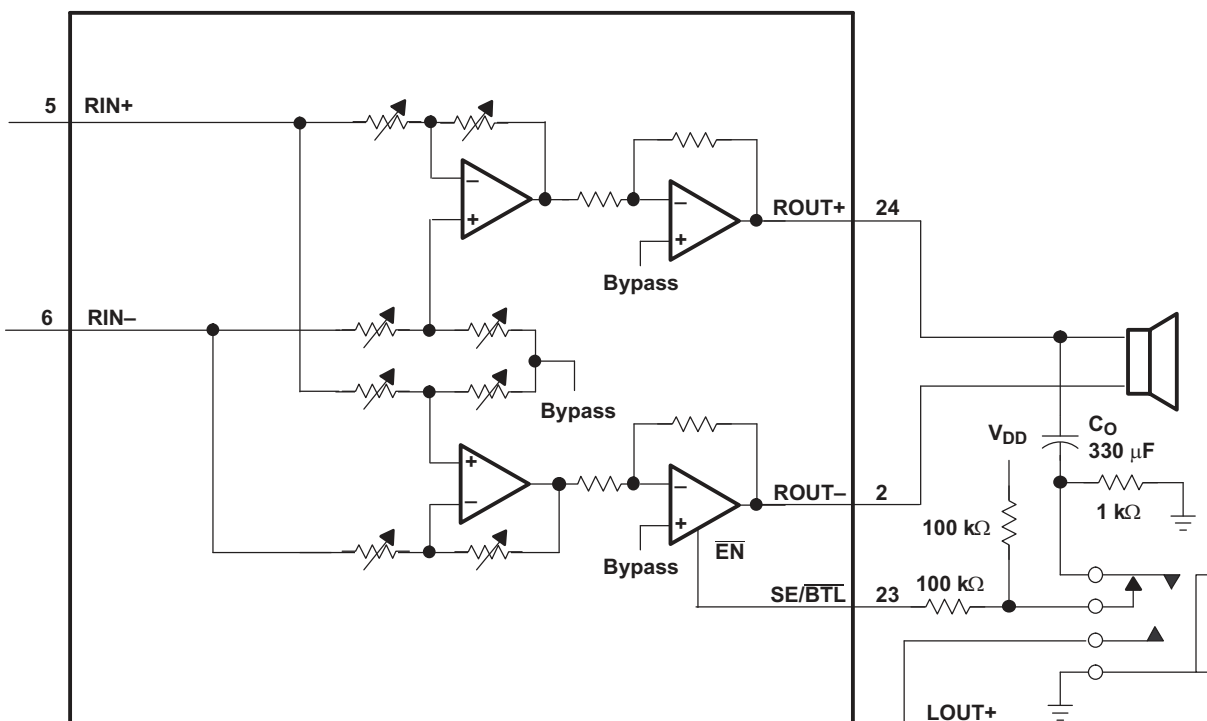 5 RIN+
−
+
−
+
ROUT+ 24
Bypass
6 RIN−
Bypass
VDD
CO
330 μF
+
−
−
+
ROUT− 2
1 kΩ
100 kΩ
EN
Bypass
100 kΩ
SE/BTL 23
LOUT+